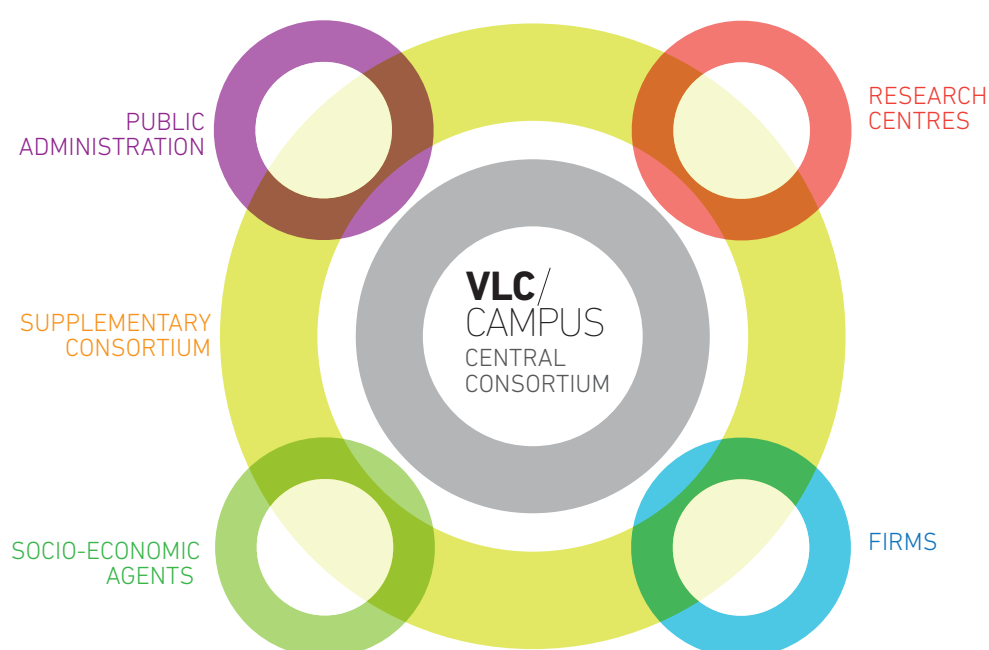 PUBLIC
ADMINISTRATION
RESEARCH
CENTRES
SUPPLEMENTARY
CONSORTIUM
VLC/
CAMPUS
CENTRAL
CONSORTIUM
SOCIO-ECONOMIC
AGENTS
FIRMS